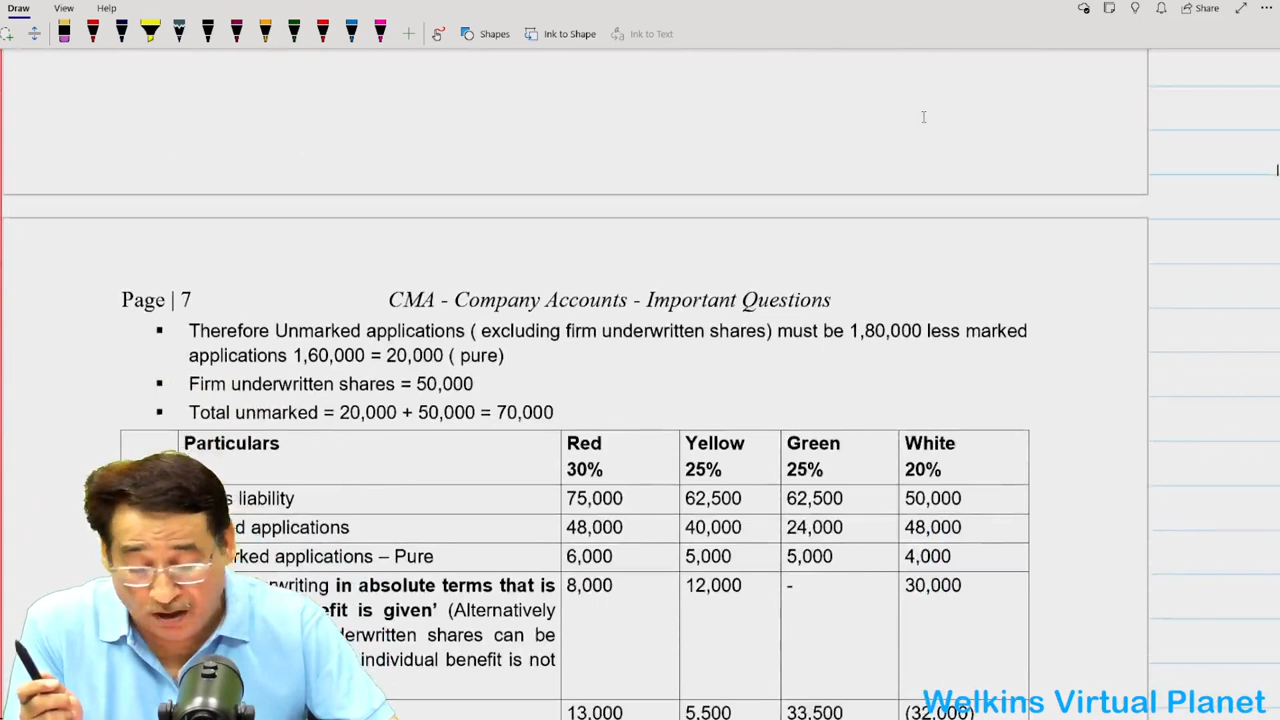 Draw View Help
Share
Shapes Ink to Shape Ink to Text
Page | 7 CMA - Company Accounts - Important Questions
▪ Therefore Unmarked applications ( excluding firm underwritten shares) must be 1,80,000 less marked
applications 1,60,000 = 20,000 ( pure)
▪ Firm underwritten shares = 50,000
▪ Total unmarked = 20,000 + 50,000 = 70,000
Particulars Red Yellow Green White
30% 25% 25% 20%
liability 75,000 62,500 62,500 50,000
applications 48,000 40,000 24,000 48,000
applications – Pure 6,000 5,000 5,000 4,000
in absolute terms that is 8,000 12,000 - 30,000
is given’ (Alternatively
shares can be
individual benefit is not
13,000 5,500 33,500 (32,000)
Welkins Virtual Planet